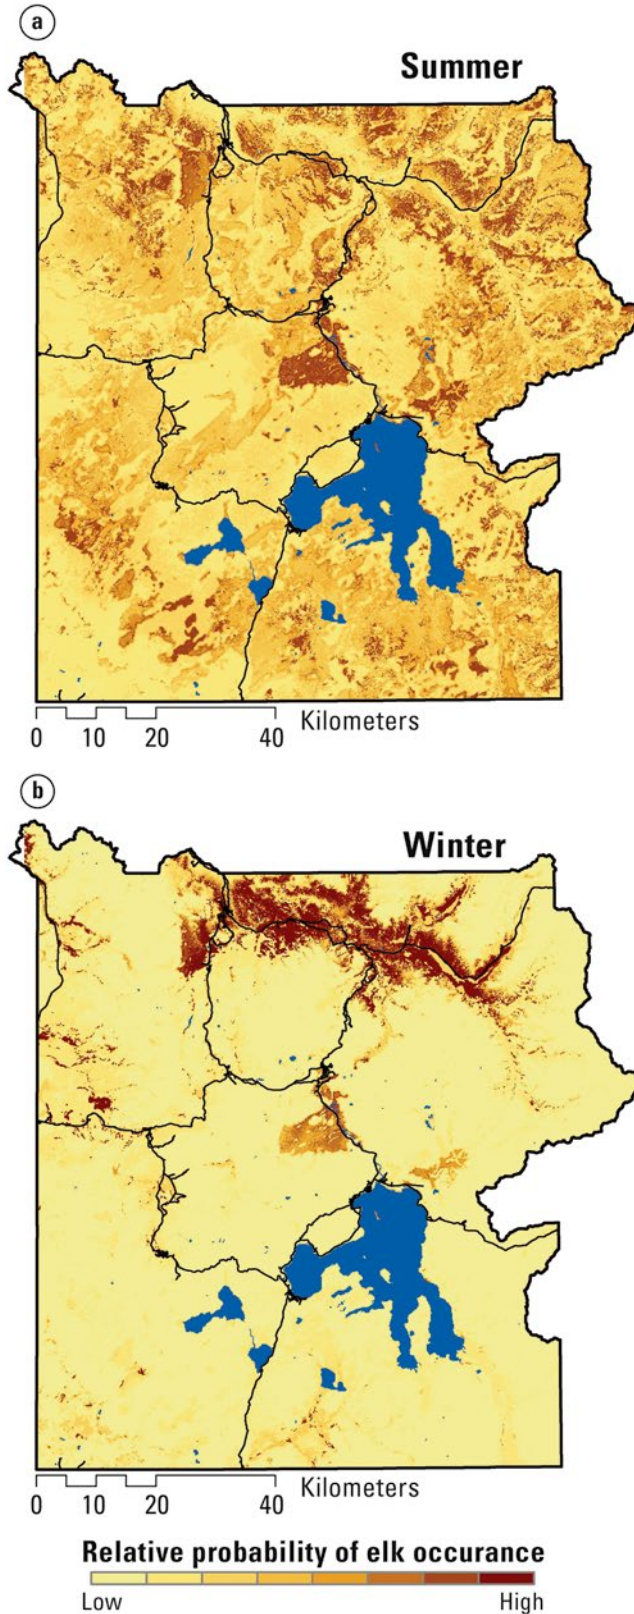 a
Summer
Kilometers
0 10 20 40
b
Winter
Kilometers
0 10 20 40
Relative probability of elk occurance
Low High